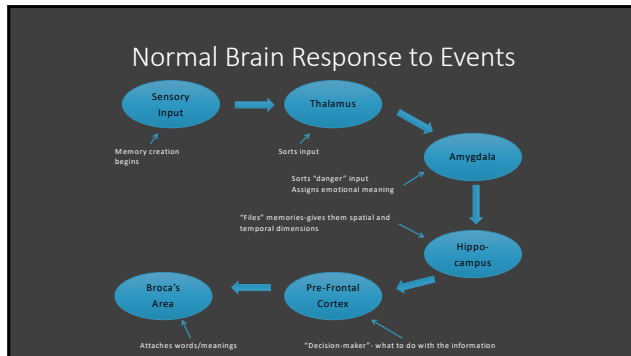 Normal Brain Response to Events
Sensory
Input
Thalamus
Memory creation
begins
Sorts input
Amygdala
Sorts "danger" input
Assigns emotional meaning
"Files" memories-gives them spatial and
temporal dimensions
Hippo-
campus
Broca's
Area
Pre-Frontal
Cortex
Attaches words/meanings
"Decision-maker"- what to do with the information